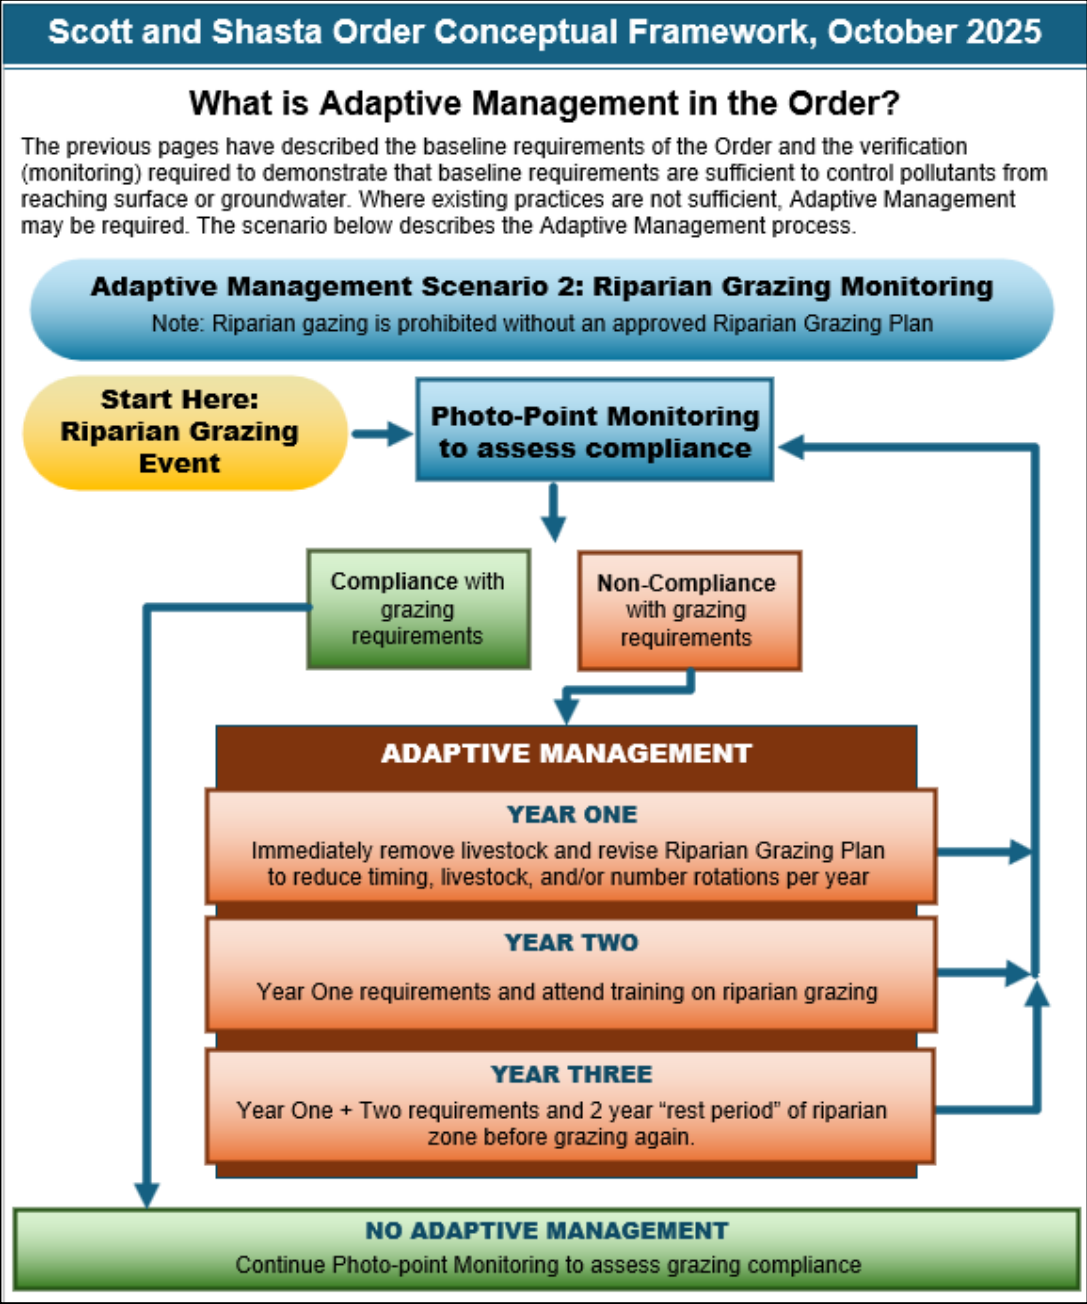 Scott and Shasta Order Conceptual Framework, October 2025
What is Adaptive Management in the Order?
The previous pages have described the baseline requirements of the Order and the verification
(monitoring) required to demonstrate that baseline requirements are sufficient to control pollutants from
reaching surface or groundwater. Where existing practices are not sufficient, Adaptive Management
may be required. The scenario below describes the Adaptive Management process.
Adaptive Management Scenario 2: Riparian Grazing Monitoring
Note: Riparian gazing is prohibited without an approved Riparian Grazing Plan
Start Here:
Riparian Grazing
Event
Photo-Point Monitoring
to assess compliance
Compliance with
grazing
requirements
Non-Compliance
with grazing
requirements
ADAPTIVE MANAGEMENT
YEAR ONE
Immediately remove livestock and revise Riparian Grazing Plan
to reduce timing, livestock, and/or number rotations per year
YEAR TWO
Year One requirements and attend training on riparian grazing
YEAR THREE
Year One + Two requirements and 2 year “rest period” of riparian
zone before grazing again.
NO ADAPTIVE MANAGEMENT
Continue Photo-point Monitoring to assess grazing compliance